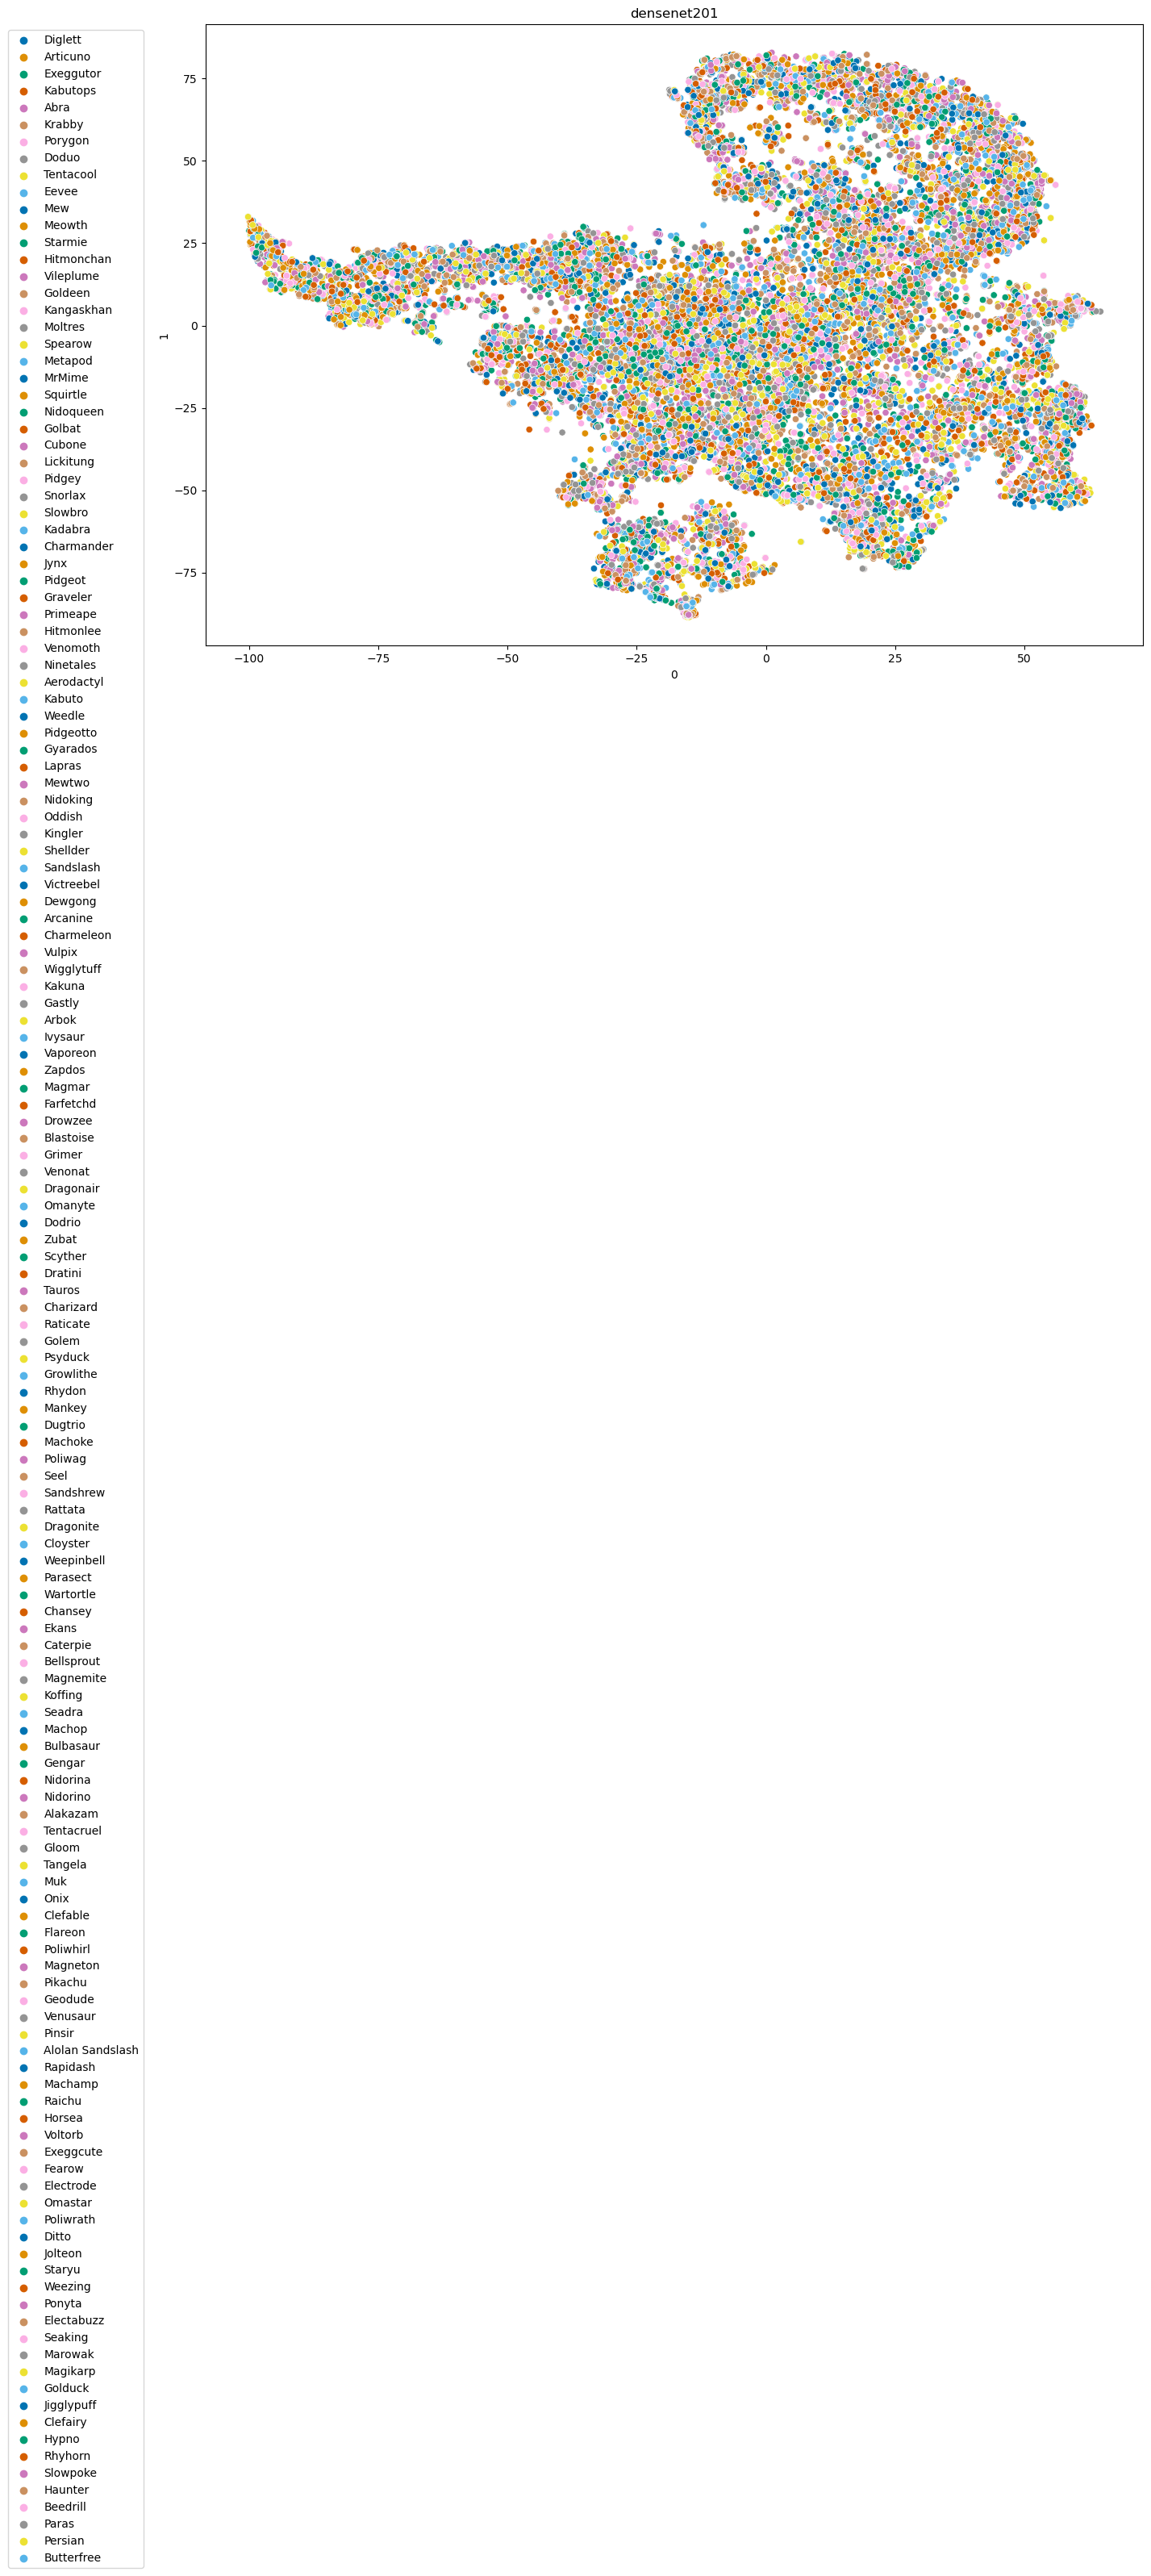 densenet201
Diglett
Articuno
Exeggutor
Kabutops
Abra
Krabby
Porygon
Doduo
Tentacool
Eevee
Mew
Meowth
Starmie
Hitmonchan
Vileplume
Goldeen
Kangaskhan
Moltres
Spearow
Metapod
MrMime
Squirtle
Nidoqueen
Golbat
Cubone
Lickitung
Pidgey
Snorlax
Slowbro
Kadabra
Charmander
Jynx
Pidgeot
Graveler
Primeape
Hitmonlee
Venomoth
Ninetales
Aerodactyl
Kabuto
Weedle
Pidgeotto
Gyarados
Lapras
Mewtwo
Nidoking
Oddish
Kingler
Shellder
Sandslash
Victreebel
Dewgong
Arcanine
Charmeleon
Vulpix
Wigglytuff
Kakuna
Gastly
Arbok
Ivysaur
Vaporeon
Zapdos
Magmar
Farfetchd
Drowzee
Blastoise
Grimer
Venonat
Dragonair
Omanyte
Dodrio
Zubat
Scyther
Dratini
Tauros
Charizard
Raticate
Golem
Psyduck
Growlithe
Rhydon
Mankey
Dugtrio
Machoke
Poliwag
Seel
Sandshrew
Rattata
Dragonite
Cloyster
Weepinbell
Parasect
Wartortle
Chansey
Ekans
Caterpie
Bellsprout
Magnemite
Koffing
Seadra
Machop
Bulbasaur
Gengar
Nidorina
Nidorino
Alakazam
Tentacruel
Gloom
Tangela
Muk
Onix
Clefable
Flareon
Poliwhirl
Magneton
Pikachu
Geodude
Venusaur
Pinsir
Alolan Sandslash
Rapidash
Machamp
Raichu
Horsea
Voltorb
Exeggcute
Fearow
Electrode
Omastar
Poliwrath
Ditto
Jolteon
Staryu
Weezing
Ponyta
Electabuzz
Seaking
Marowak
Magikarp
Golduck
Jigglypuff
Clefairy
Hypno
Rhyhorn
Slowpoke
Haunter
Beedrill
Paras
Persian
Butterfree
1
75
50
25
0
−25
−50
−75
−100 −75 −50 −25 0 25 50
0